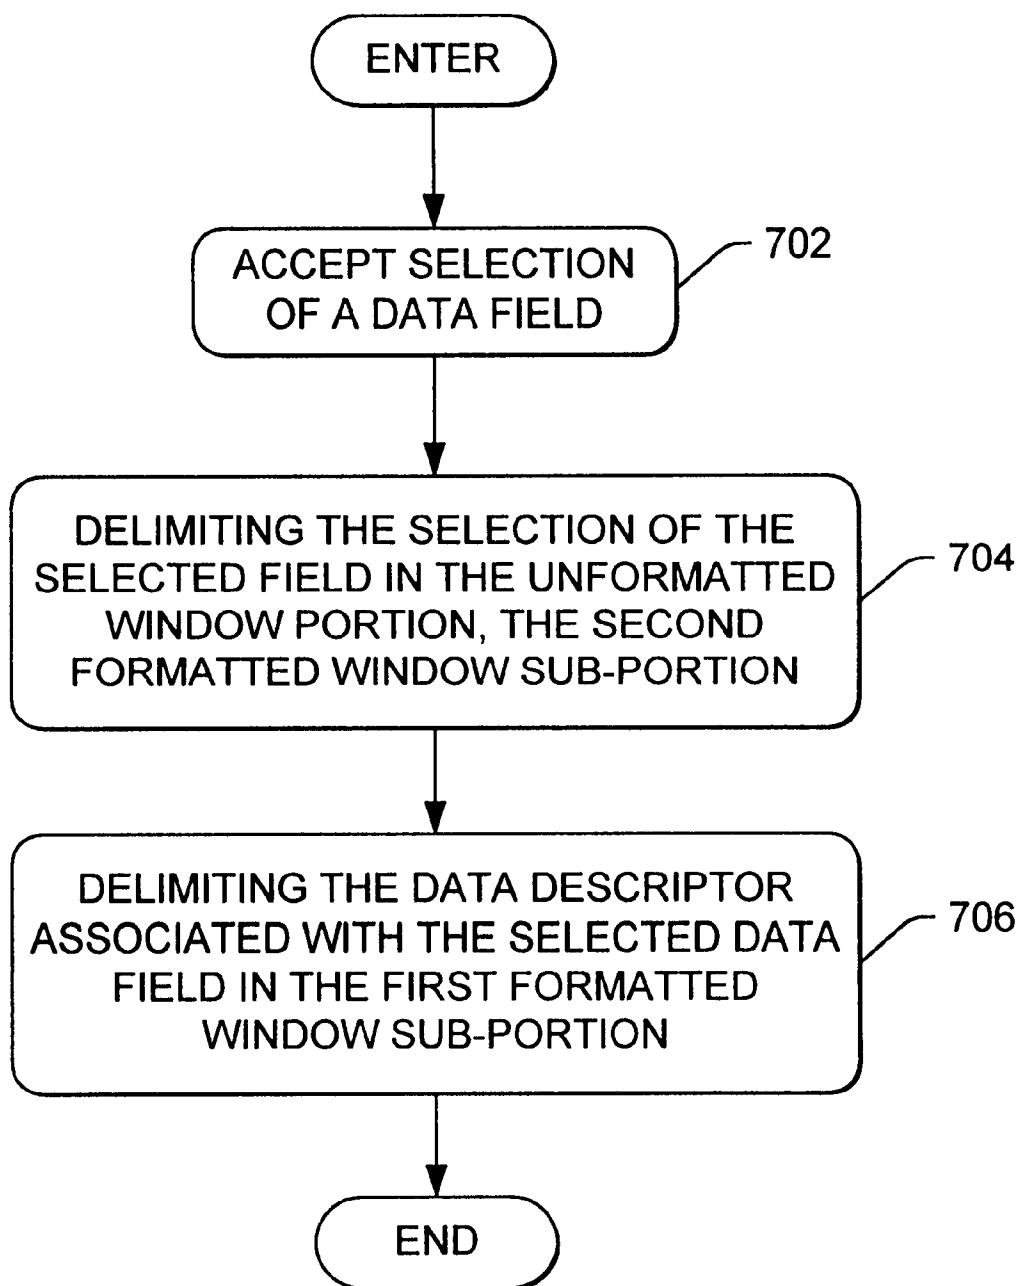 ENTER
702
ACCEPT SELECTION
OF A DATA FIELD
704
DELIMITING THE SELECTION OF THE
SELECTED FIELD IN THE UNFORMATTED
WINDOW PORTION, THE SECOND
FORMATTED WINDOW SUB-PORTION
706
DELIMITING THE DATA DESCRIPTOR
ASSOCIATED WITH THE SELECTED DATA
FIELD IN THE FIRST FORMATTED
WINDOW SUB-PORTION
END